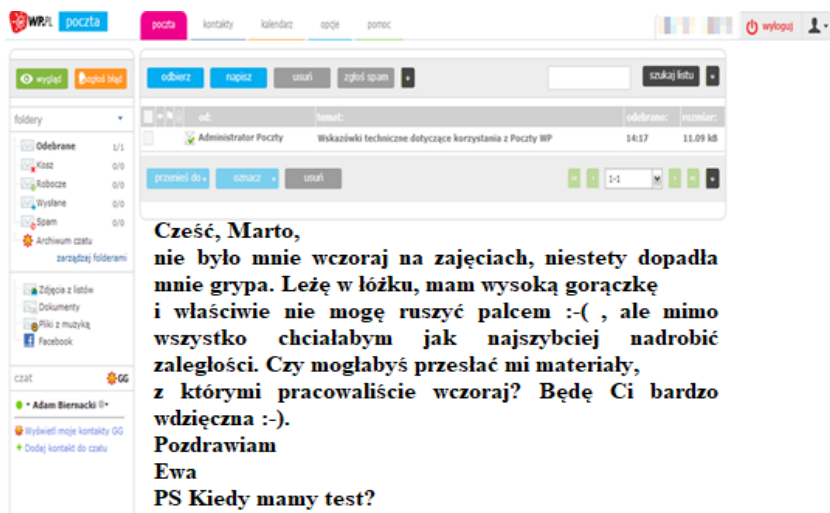 WP.PL poczta
poczta kontakty kalendarz opcje pomoc
wyloguj
wygląd zgłoś błąd
odbierz napisz usuń zgłoś spam
szukaj listu
foldery
od: temat: odebrano: rozmiar:
Administrator Poczty Wskazówki techniczne dotyczące korzystania z Poczty WP 14:17 11.09 kB
Odebrane 1/1
Kosz 0/0
Robocze 0/0
Wysłane 0/0
Spam 0/0
Archiwum czatu
zarządzaj folderami
przenieś do oznacz usuń
1-1
Zdjęcia z listów
Dokumenty
Pliki z muzyką
Facebook
czat GG
Adam Biernacki
Wyświetl moje kontakty GG
Dodaj kontakt do czatu
Cześć, Marto,
nie było mnie wczoraj na zajęciach, niestety dopadła
mnie grypa. Leżę w łóżku, mam wysoką gorączkę
i właściwie nie mogę ruszyć palcem :-( , ale mimo
wszystko chciałabym jak najszybciej nadrobić
zaległości. Czy mogłabyś przesłać mi materiały,
z którymi pracowaliście wczoraj? Będę Ci bardzo
wdzięczna :-).
Pozdrawiam
Ewa
PS Kiedy mamy test?